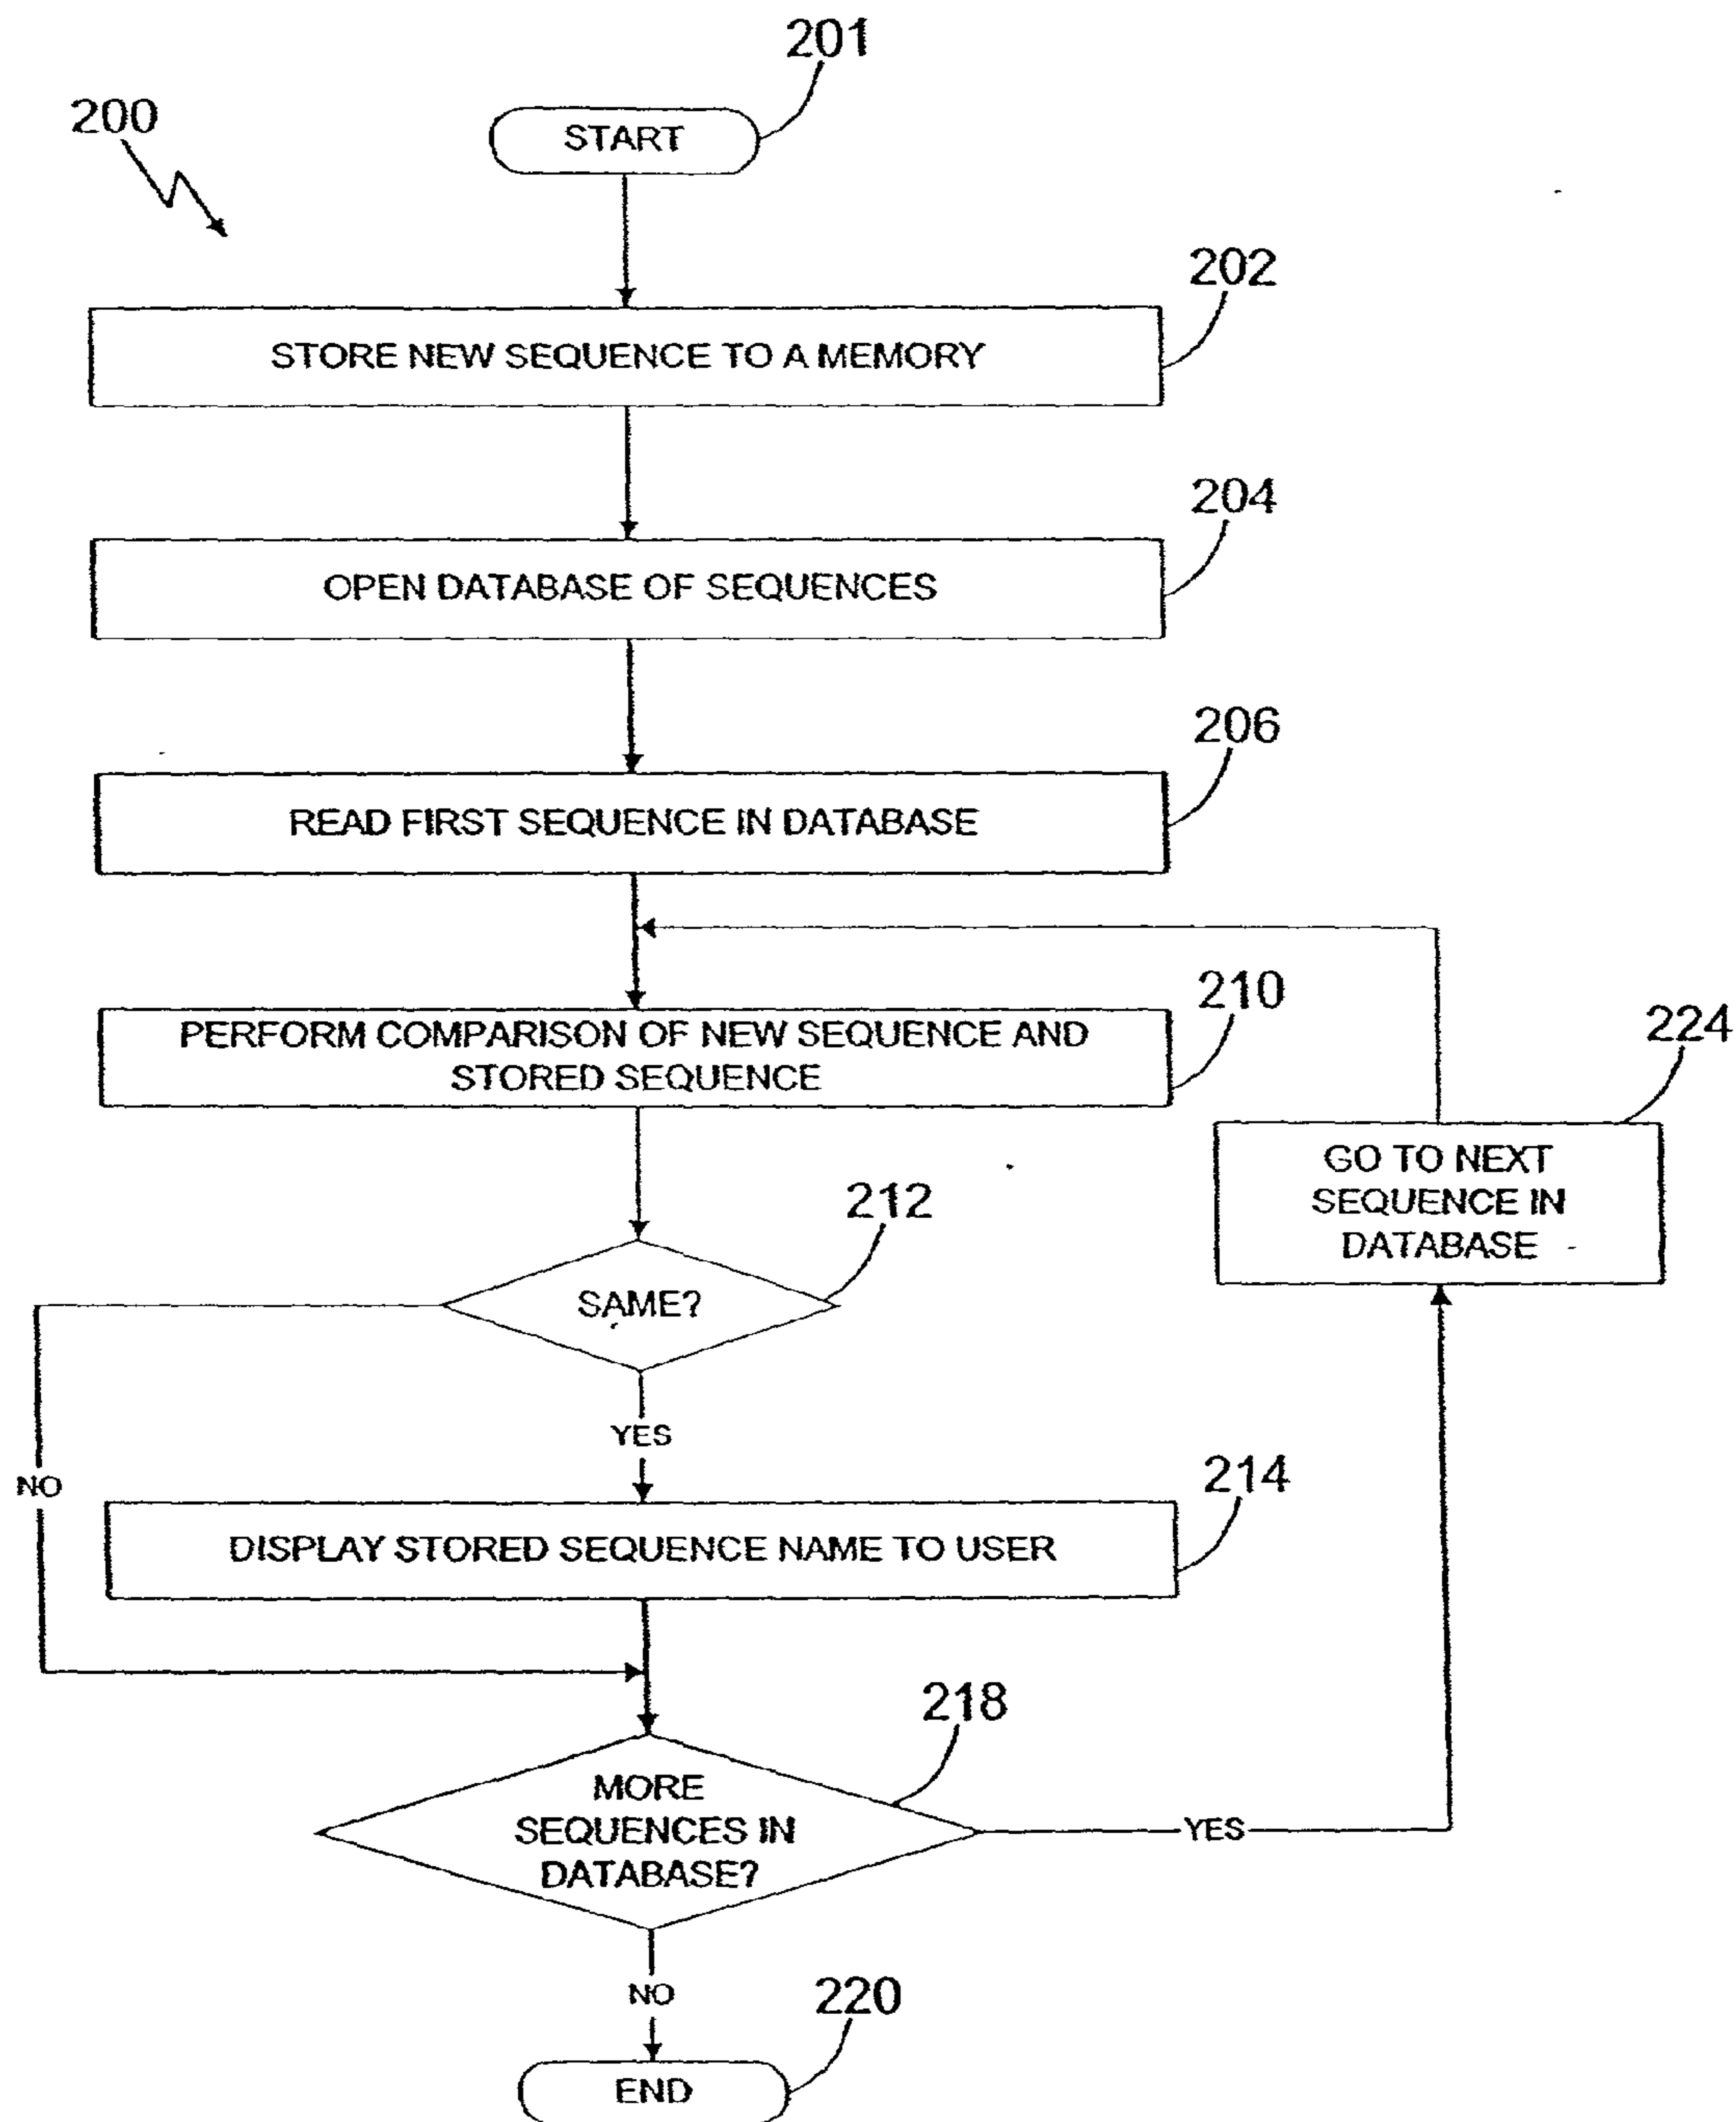 201
200
START
202
STORE NEW SEQUENCE TO A MEMORY
204
OPEN DATABASE OF SEQUENCES
206
READ FIRST SEQUENCE IN DATABASE
210
PERFORM COMPARISON OF NEW SEQUENCE AND
STORED SEQUENCE
224
GO TO NEXT
SEQUENCE IN
DATABASE
212
SAME?
YES
NO
214
DISPLAY STORED SEQUENCE NAME TO USER
218
MORE
SEQUENCES IN
DATABASE?
YES
NO
220
END